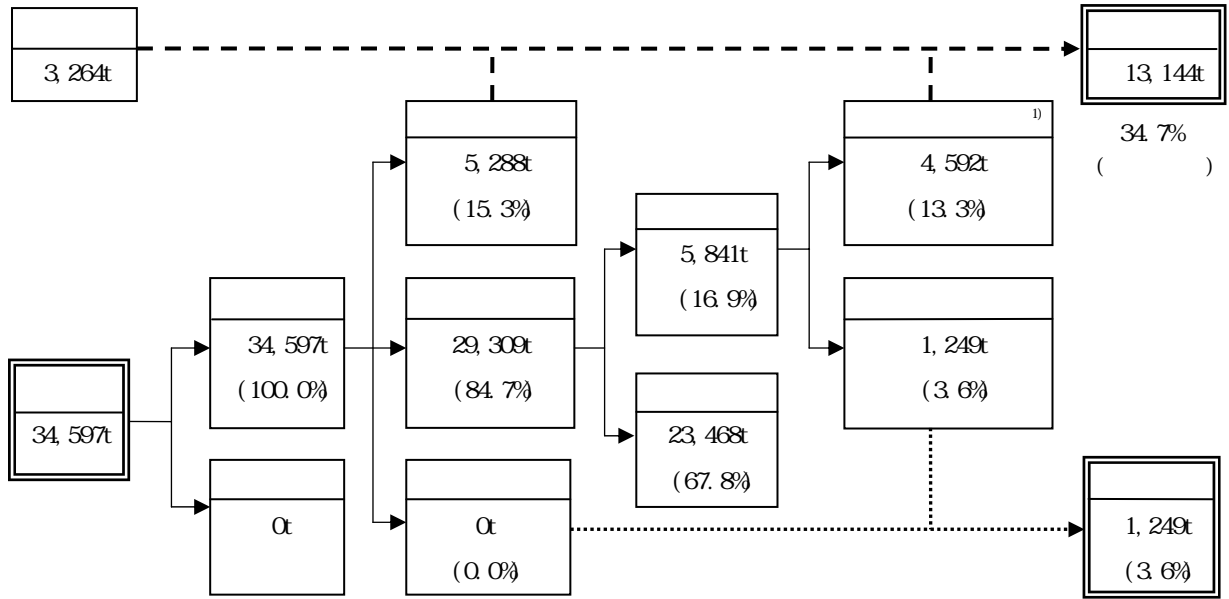 3,264t
13,144t
34.7%
( )
1)
5,288t
(15.3%)
4,592t
(13.3%)
5,841t
(16.9%)
34,597t
(100.0%)
29,309t
(84.7%)
1,249t
(3.6%)
34,597t
23,468t
(67.8%)
0t
0t
(0.0%)
1,249t
(3.6%)